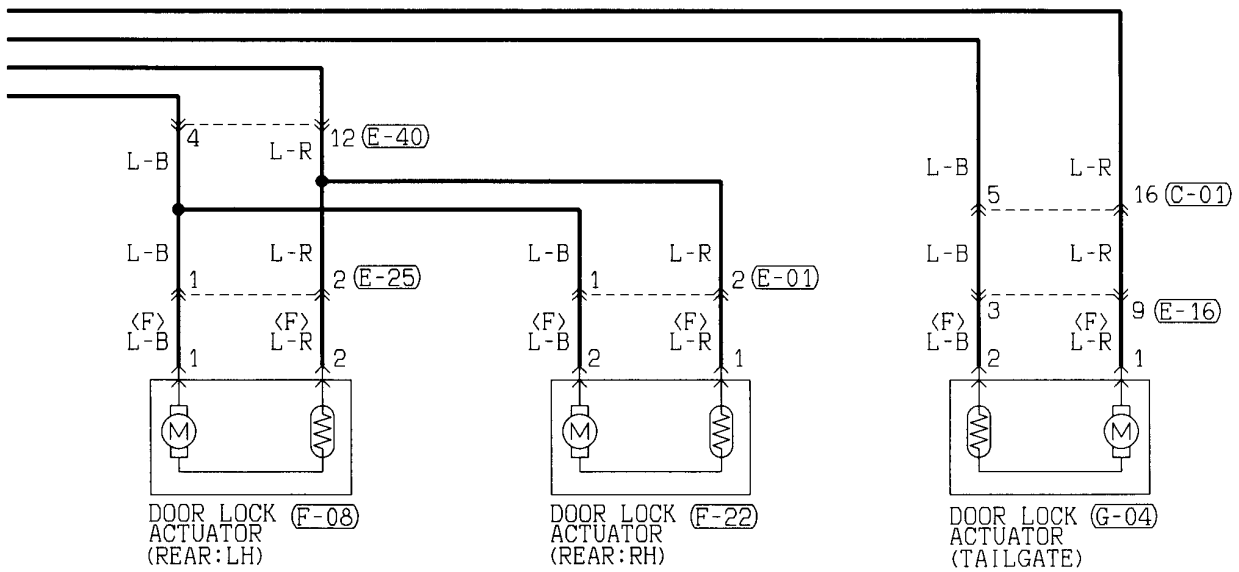 4 12 E-40
L-B L-R
L-B L-R
5 16 C-01
L-B L-R L-B L-R L-B L-R
1 2 E-25 1 2 E-01
3 9 E-16
<F> <F> <F> <F> <F> <F>
L-B L-R L-B L-R L-B L-R
1 2 2 1 2 1
M M M
DOOR LOCK F-08
ACTUATOR
(REAR:LH)
DOOR LOCK F-22
ACTUATOR
(REAR:RH)
DOOR LOCK G-04
ACTUATOR
(TAILGATE)